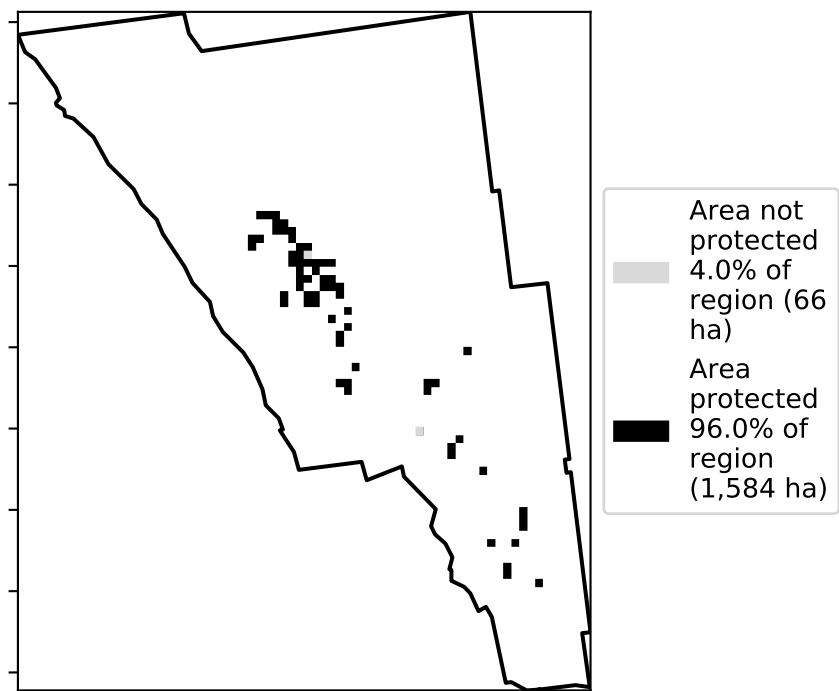 Area not
protected
4.0% of
region (66
ha)
Area
protected
96.0% of
region
(1,584 ha)